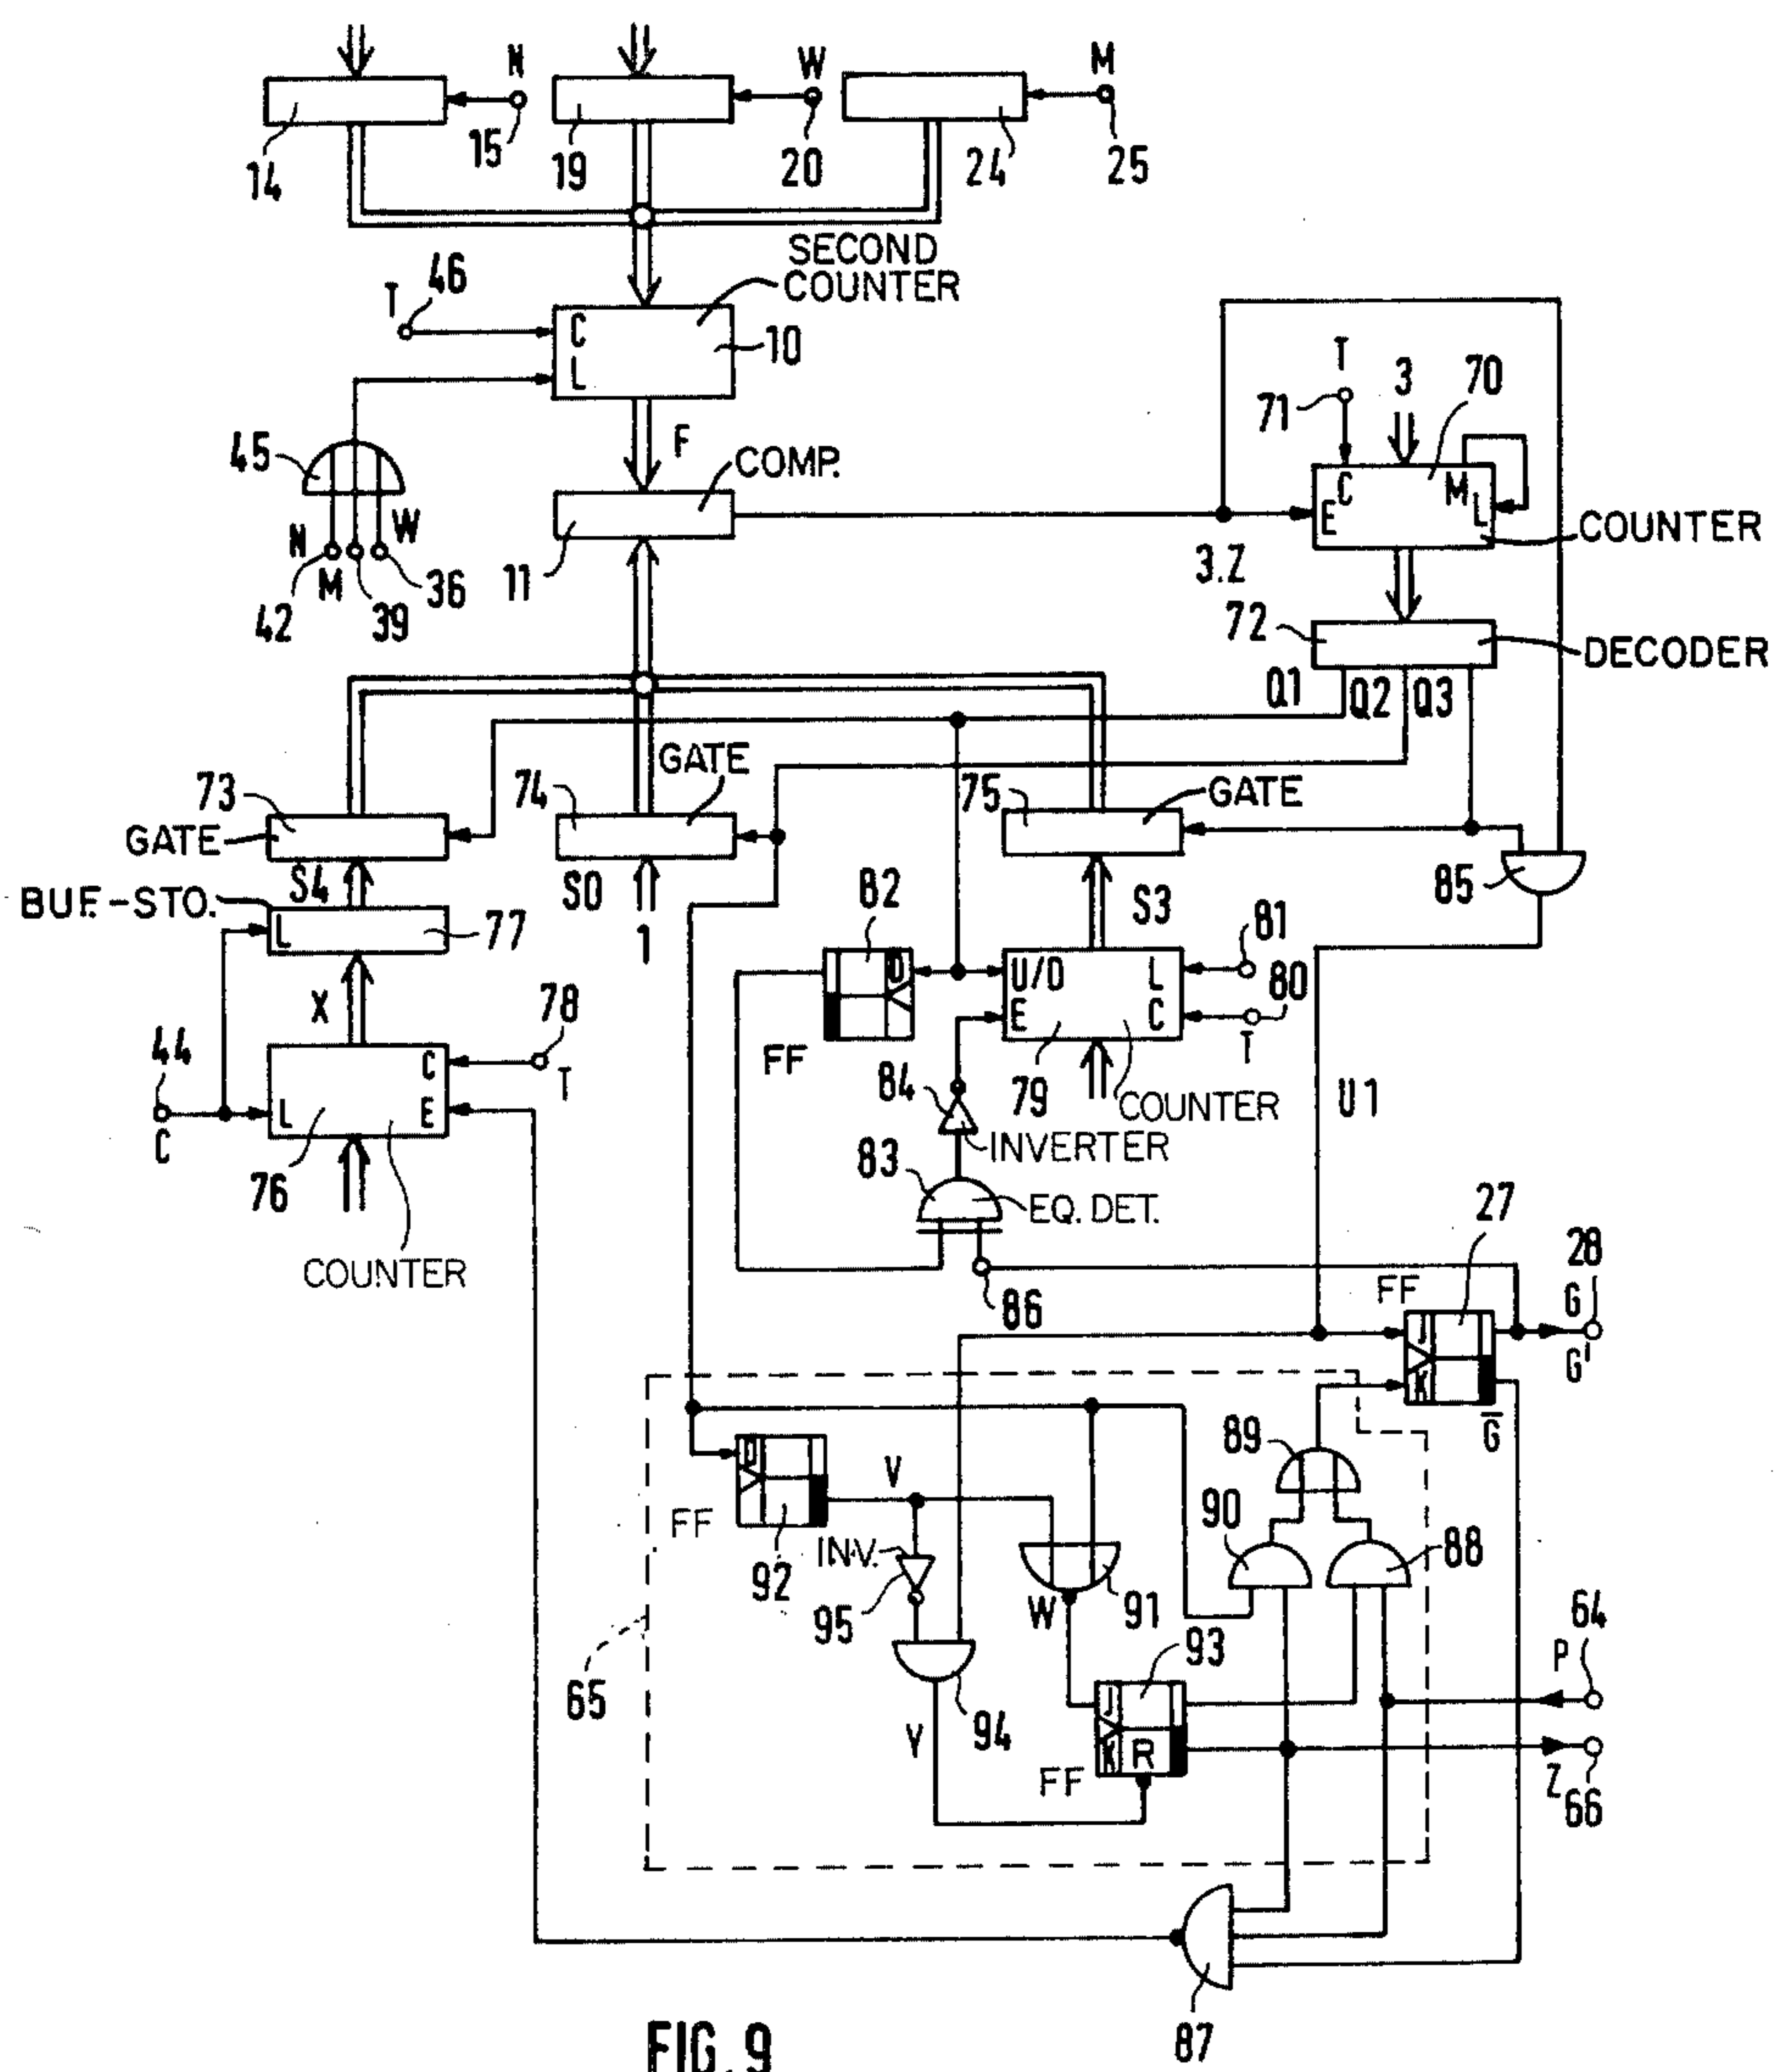 N
W
M
14
15
19
20
24
25
SECOND
COUNTER
T
46
C
L
10
45
F
COMP.
N
W
M
42
39
36
11
T
71
3
70
C
M
E
L
COUNTER
3.Z
72
DECODER
Q1
Q2
Q3
73
GATE
74
GATE
75
GATE
S4
S0
1
BUF.-STO.
L
77
82
S3
85
D
U/D
L
81
E
C
80
79
T
COUNTER
FF
X
44
C
78
T
C
L
E
76
COUNTER
84
INVERTER
83
EQ. DET.
86
U1
27
FF
28
G
G'
J
K
G̅
89
D
V
FF
92
INV.
95
90
88
91
W
65
94
93
J
K
R
FF
V
64
P
Z
66
87
FIG. 9